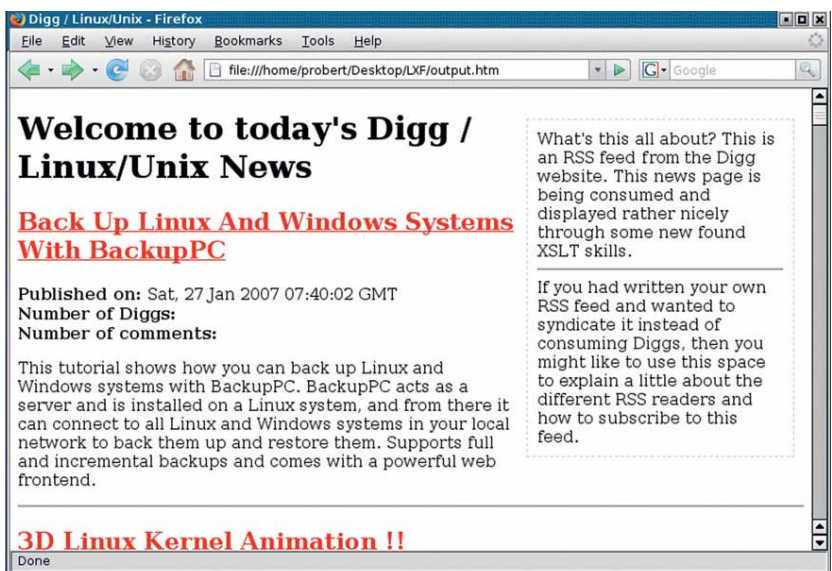 Digg / Linux/Unix - Firefox
File Edit View History Bookmarks Tools Help
file:///home/probert/Desktop/LXF/output.htm
G Google
Welcome to today's Digg /
Linux/Unix News
Back Up Linux And Windows Systems
With BackupPC
Published on: Sat, 27 Jan 2007 07:40:02 GMT
Number of Diggs:
Number of comments:
This tutorial shows how you can back up Linux and
Windows systems with BackupPC. BackupPC acts as a
server and is installed on a Linux system, and from there it
can connect to all Linux and Windows systems in your local
network to back them up and restore them. Supports full
and incremental backups and comes with a powerful web
frontend.
3D Linux Kernel Animation !!
What's this all about? This is
an RSS feed from the Digg
website. This news page is
being consumed and
displayed rather nicely
through some new found
XSLT skills.
If you had written your own
RSS feed and wanted to
syndicate it instead of
consuming Diggs, then you
might like to use this space
to explain a little about the
different RSS readers and
how to subscribe to this
feed.
Done